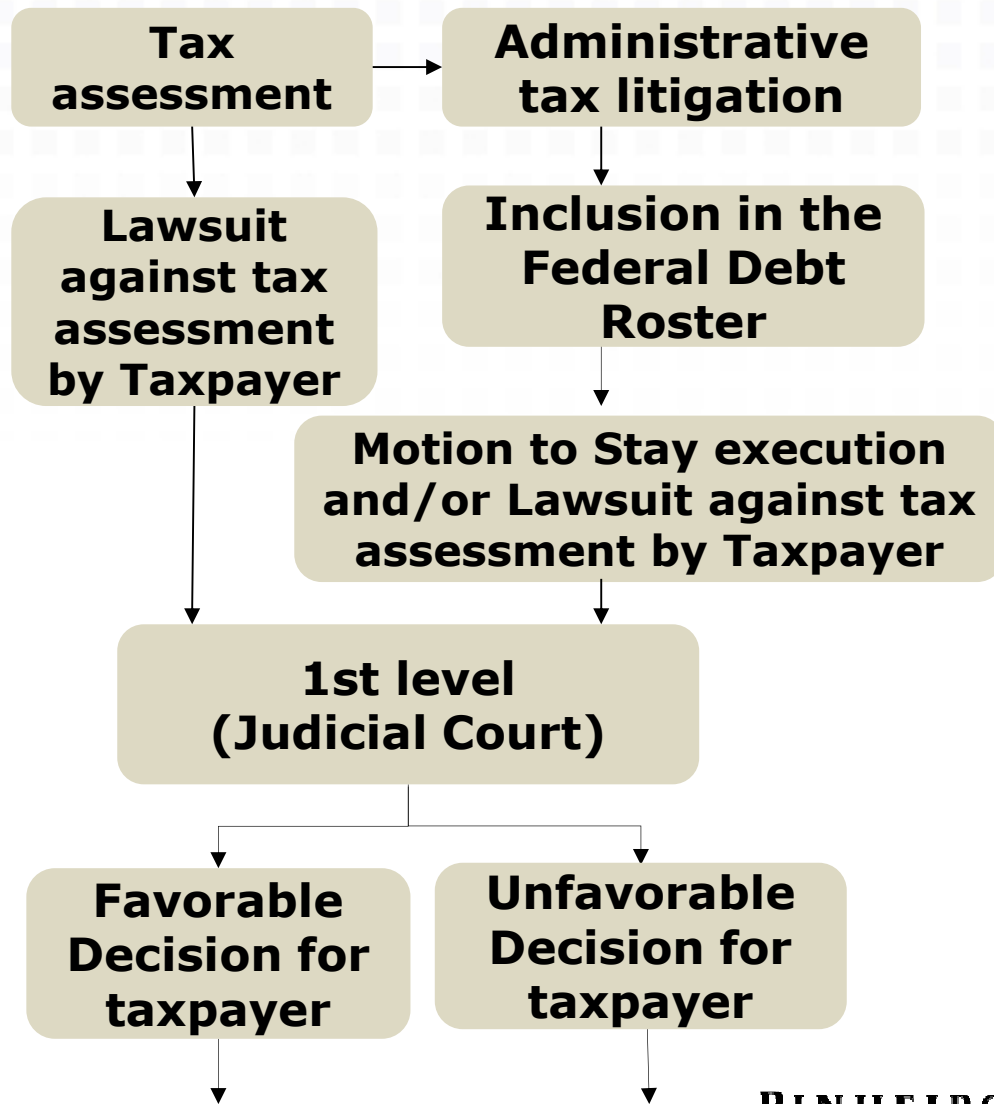 Tax
assessment
Administrative
tax litigation
Lawsuit
against tax
assessment
by Taxpayer
Inclusion in the
Federal Debt
Roster
Motion to Stay execution
and/or Lawsuit against tax
assessment by Taxpayer
1st level
(Judicial Court)
Favorable
Decision for
taxpayer
Unfavorable
Decision for
taxpayer